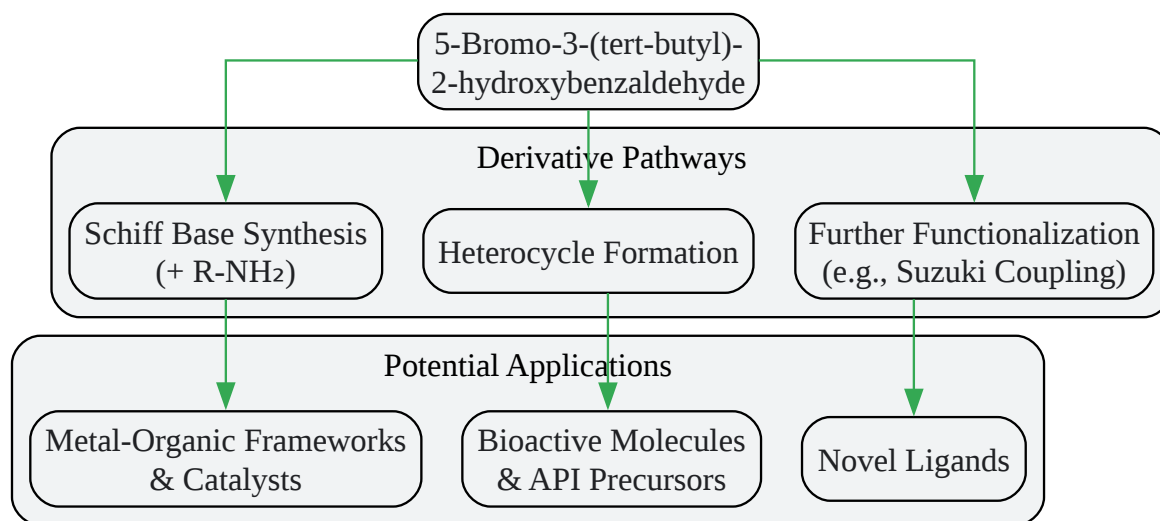 5-Bromo-3-(tert-butyl)-
2-hydroxybenzaldehyde
Derivative Pathways
Schiff Base Synthesis
(+ R-NH₂)
Heterocycle Formation
Further Functionalization
(e.g., Suzuki Coupling)
Potential Applications
Metal-Organic Frameworks
& Catalysts
Bioactive Molecules
& API Precursors
Novel Ligands